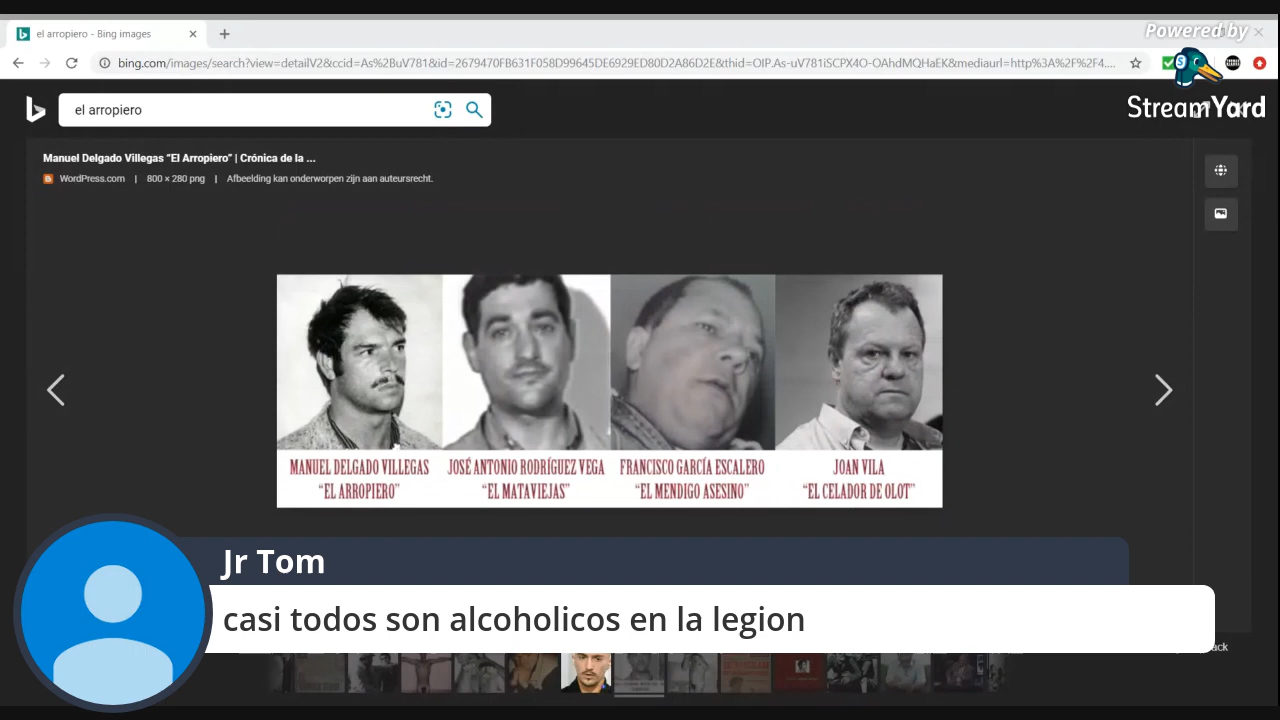 el arropiero - Bing images
Powered by
bing.com/images/search?view=detailV2&ccid=As%2BuV781&id=2679470FB631F058D99645DE6929ED80D2A86D2E&thid=OIP.As-uV781iSCPX4O-OAhdMQHaEK&mediaurl=http%3A%2F%2F4....
el arropiero
StreamYard
Manuel Delgado Villegas “El Arropiero” | Crónica de la ...
WordPress.com | 800 × 280 png | Afbeelding kan onderworpen zijn aan auteursrecht.
MANUEL DELGADO VILLEGAS
“EL ARROPIERO”
JOSÉ ANTONIO RODRÍGUEZ VEGA
“EL MATAVIEJAS”
FRANCISCO GARCÍA ESCALERO
“EL MENDIGO ASESINO”
JOAN VILA
“EL CELADOR DE OLOT”
Jr Tom
casi todos son alcoholicos en la legion